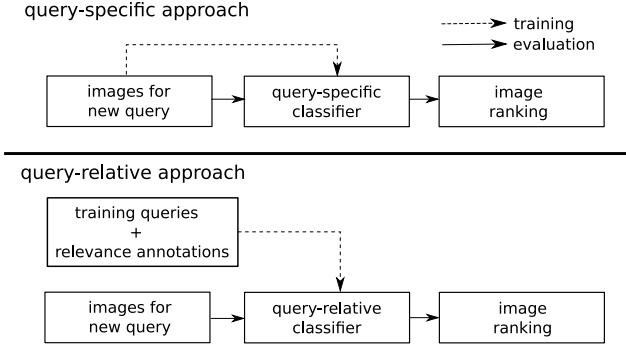 query-specific approach
training
evaluation
images for
new query
query-specific
classifier
image
ranking
query-relative approach
training queries
+
relevance annotations
images for
new query
query-relative
classifier
image
ranking